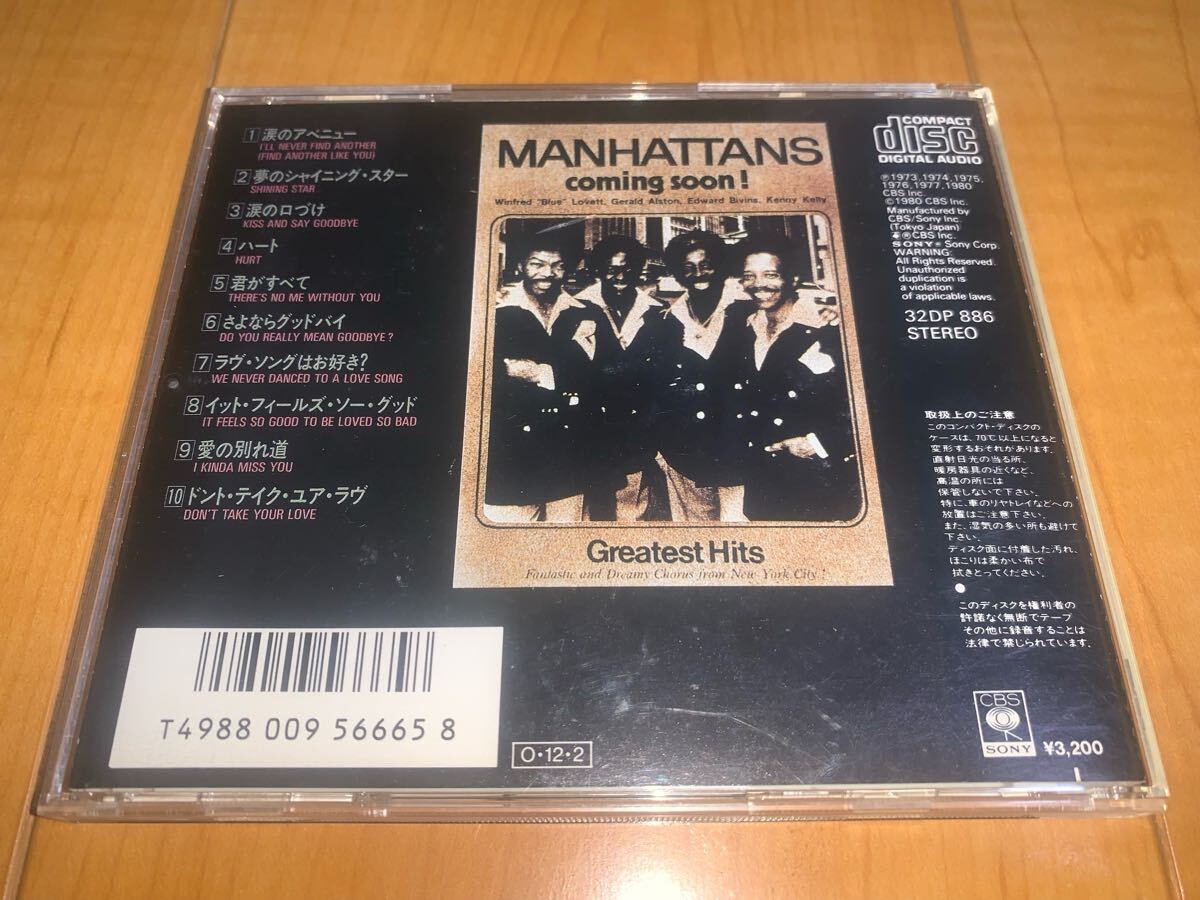 1 涙のアベニュー
I'LL NEVER FIND ANOTHER
(FIND ANOTHER LIKE YOU)
2 夢のシャイニング・スター
SHINING STAR
3 涙の口づけ
KISS AND SAY GOODBYE
4 ハート
HURT
5 君がすべて
THERE'S NO ME WITHOUT YOU
6 さよならグッドバイ
DO YOU REALLY MEAN GOODBYE?
7 ラヴ・ソングはお好き?
WE NEVER DANCED TO A LOVE SONG
8 イット・フィールズ・ソー・グッド
IT FEELS SO GOOD TO BE LOVED SO BAD
9 愛の別れ道
I KINDA MISS YOU
10 ドント・テイク・ユア・ラヴ
DON'T TAKE YOUR LOVE
MANHATTANS
coming soon!
Winfred "Blue" Lovett, Gerald Alston, Edward Bivins, Kenny Kelly
Greatest Hits
Fantastic and Dreamy Chorus from New York City!
COMPACT
disc
DIGITAL AUDIO
℗1973,1974,1975,
1976,1977,1980
CBS Inc.
©1980 CBS Inc.
Manufactured by
CBS/Sony Inc.
(Tokyo Japan)
®CBS Inc.
SONY® Sony Corp.
WARNING:
All Rights Reserved.
Unauthorized
duplication is
a violation
of applicable laws.
32DP 886
STEREO
取扱上のご注意
このコンパクト・ディスクの
ケースは、70℃以上になると
変形するおそれがあります。
直射日光の当る所、
暖房器具の近くなど、
高温の所には
保管しないで下さい。
特に、車のリヤトレイなどへの
放置はご注意下さい。
また、湿気の多い所も避けて
下さい。
ディスク面に付着した汚れ、
ほこりは柔かい布で
拭きとってください。
●
このディスクを権利者の
許諾なく無断でテープ
その他に録音することは
法律で禁じられています。
T4988 009 56665 8
O・12・2
CBS
SONY
¥3,200